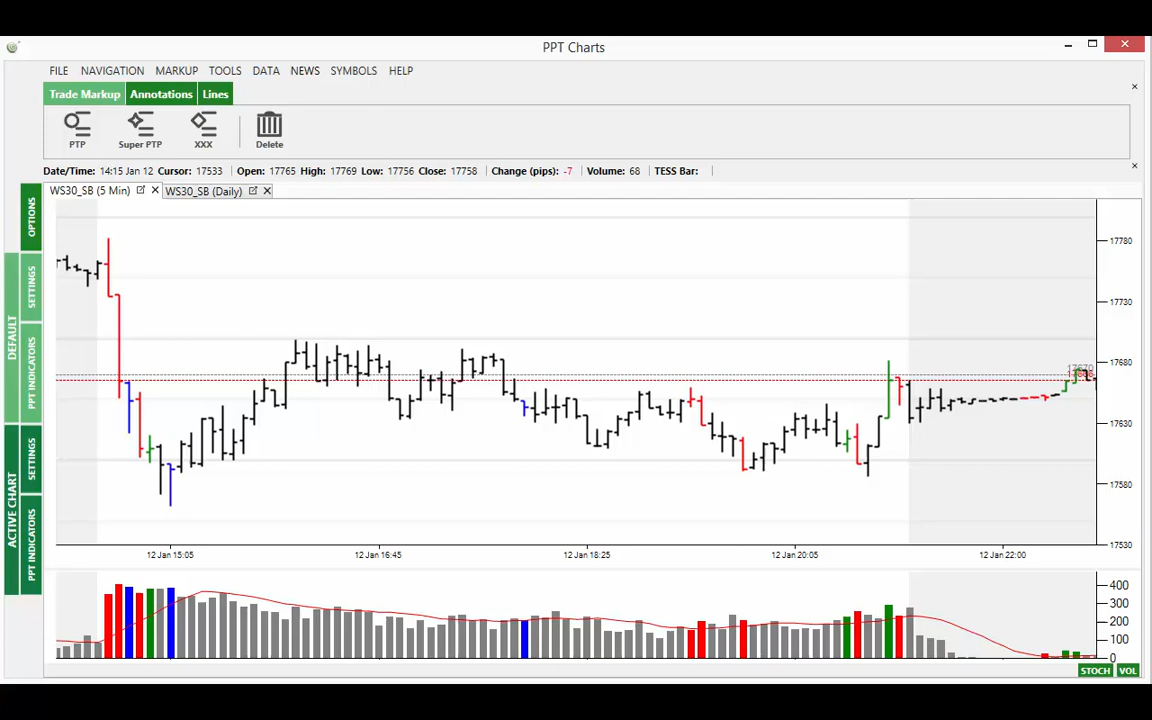 PPT Charts
FILE NAVIGATION MARKUP TOOLS DATA NEWS SYMBOLS HELP
Trade Markup Annotations Lines
PTP Super PTP XXX Delete
Date/Time: 14:15 Jan 12 Cursor: 17533 Open: 17765 High: 17769 Low: 17756 Close: 17758 Change (pips): -7 Volume: 68 TESS Bar:
WS30_SB (5 Min) WS30_SB (Daily)
OPTIONS
DEFAULT
SETTINGS
PPT INDICATORS
ACTIVE CHART
SETTINGS
PPT INDICATORS
17780
17730
17680
17630
17580
17530
12 Jan 15:05 12 Jan 16:45 12 Jan 18:25 12 Jan 20:05 12 Jan 22:00
400
300
200
100
0
STOCH VOL